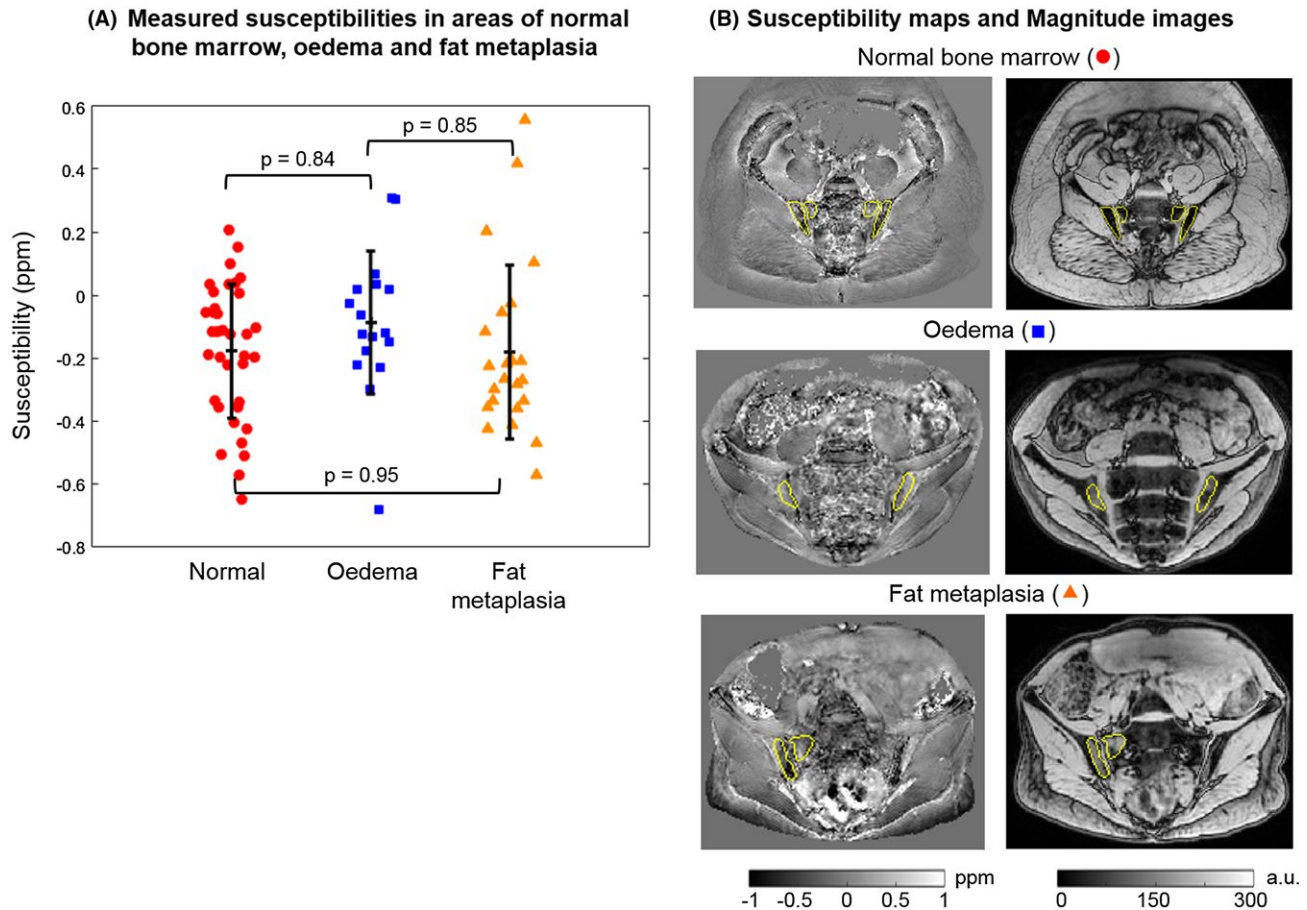 (A) Measured susceptibilities in areas of normal
bone marrow, oedema and fat metaplasia
0.6
0.4
0.2
0
-0.2
-0.4
-0.6
-0.8
Susceptibility (ppm)
p = 0.84
p = 0.85
p = 0.95
Normal
Oedema
Fat
metaplasia
(B) Susceptibility maps and Magnitude images
Normal bone marrow (●)
Oedema (■)
Fat metaplasia (▲)
ppm
-1 -0.5 0 0.5 1
a.u.
0 150 300